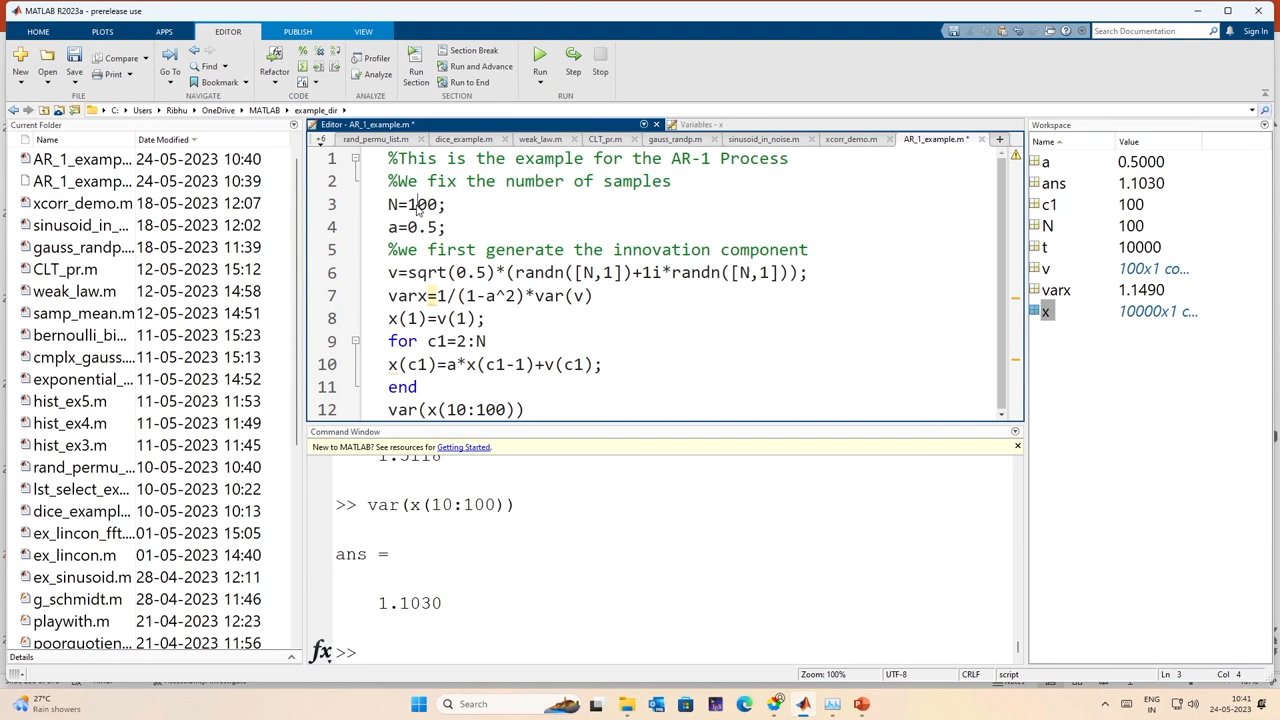 MATLAB R2023a - prerelease use
HOME PLOTS APPS EDITOR PUBLISH VIEW
Search Documentation
Sign In
New
Open
Save
Compare
Print
Go To
Find
Bookmark
Refactor
Profiler
Analyze
Run
Section
Section Break
Run and Advance
Run to End
Run
Step
Stop
FILE NAVIGATE CODE ANALYZE SECTION RUN
C: Users Ribhu OneDrive MATLAB example_dir
Current Folder
Name
Date Modified
AR_1_examp... 24-05-2023 10:40
AR_1_examp... 24-05-2023 10:39
xcorr_demo.m 18-05-2023 12:07
sinusoid_in_... 18-05-2023 12:02
gauss_randp... 18-05-2023 11:39
CLT_pr.m 12-05-2023 15:12
weak_law.m 12-05-2023 14:51
samp_mean.m 12-05-2023 14:51
bernoulli_bi... 11-05-2023 15:13
cmplx_gauss... 11-05-2023 15:13
exponential_... 11-05-2023 14:52
hist_ex5.m 11-05-2023 11:53
hist_ex4.m 11-05-2023 11:49
hist_ex3.m 11-05-2023 11:45
rand_permu_... 10-05-2023 10:40
lst_select_ex... 10-05-2023 10:22
dice_exampl... 10-05-2023 10:13
ex_lincon_fft... 01-05-2023 15:05
ex_lincon.m 01-05-2023 14:40
ex_sinusoid.m 28-04-2023 12:11
g_schmidt.m 28-04-2023 11:46
playwith.m 21-04-2023 12:23
poorquotien... 21-04-2023 11:56
Details
Editor - AR_1_example.m *
Variables - x
rand_permu_list.m dice_example.m weak_law.m CLT_pr.m gauss_randp.m sinusoid_in_noise.m xcorr_demo.m AR_1_example.m *
1 %This is the example for the AR-1 Process
2 %We fix the number of samples
3 N=100;
4 a=0.5;
5 %we first generate the innovation component
6 v=sqrt(0.5)*(randn([N,1])+1i*randn([N,1]));
7 varx=1/(1-a^2)*var(v)
8 x(1)=v(1);
9 for c1=2:N
10 x(c1)=a*x(c1-1)+v(c1);
11 end
12 var(x(10:100))
Command Window
New to MATLAB? See resources for Getting Started.
>> var(x(10:100))
ans =
1.1030
fx >>
Workspace
Name Value
a 0.5000
ans 1.1030
c1 100
N 100
t 10000
v 100x1 co...
varx 1.1490
x 10000x1 c...
Zoom: 100% UTF-8 CRLF script Ln 3 Col 4
27°C
Rain showers
Search
ENG
IN
10:41
24-05-2023